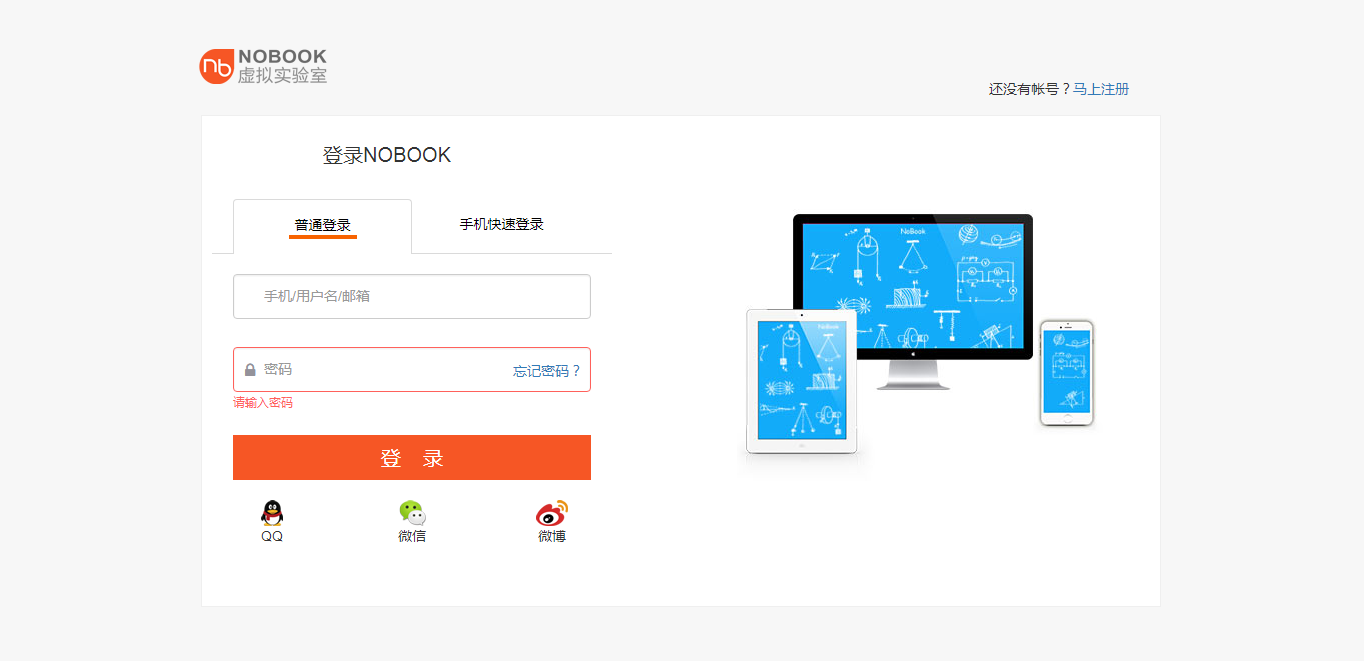 nb NOBOOK
虚拟实验室
还没有帐号？马上注册
登录NOBOOK
普通登录
手机快速登录
手机/用户名/邮箱
密码
忘记密码？
请输入密码
登 录
QQ
微信
微博
NoBook
NoBook